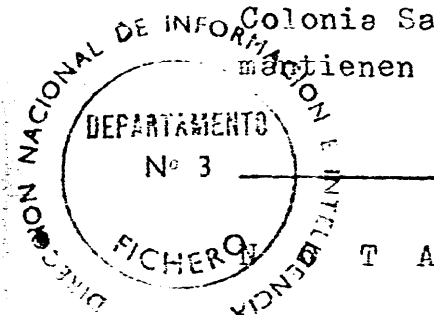 Colonia Sa
mantienen
DIRECCION NACIONAL DE INFORMACION E INTELIGENCIA
DEPARTAMENTO
Nº 3
FICHERO
N O T A